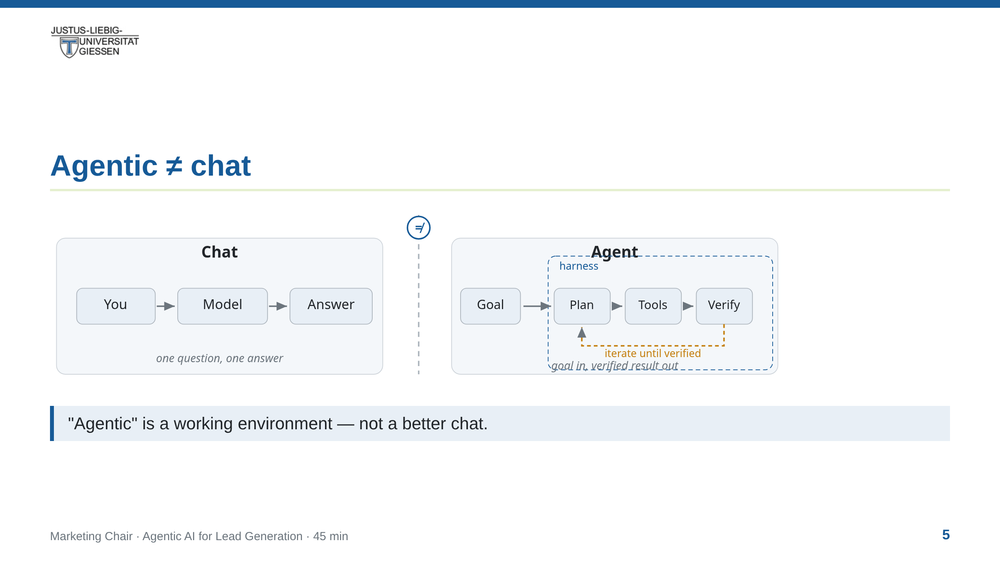 JUSTUS-LIEBIG-
UNIVERSITÄT
GIESSEN
Agentic ≠ chat
≠
Chat
You
Model
Answer
one question, one answer
Agent
harness
Goal
Plan
Tools
Verify
iterate until verified
goal in, verified result out
"Agentic" is a working environment — not a better chat.
Marketing Chair · Agentic AI for Lead Generation · 45 min
5